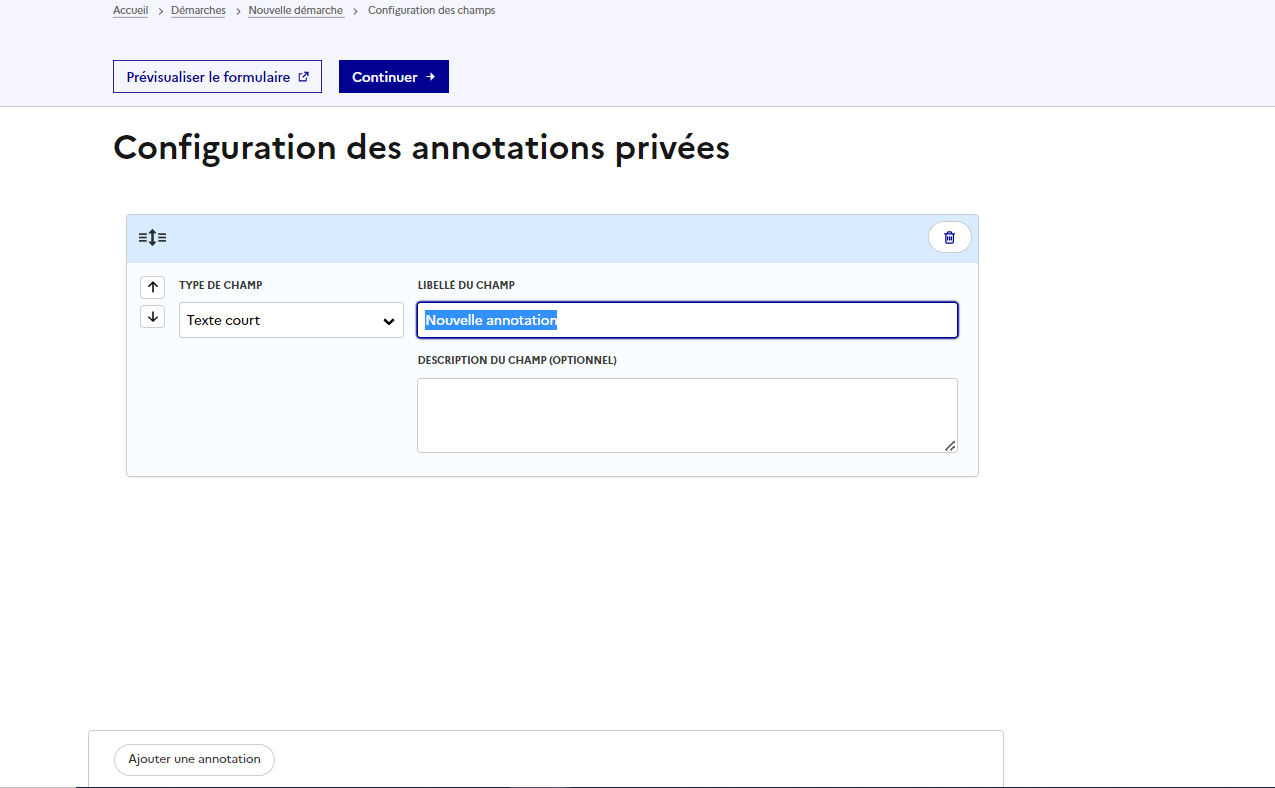 Accueil > Démarches > Nouvelle démarche > Configuration des champs
Prévisualiser le formulaire
Continuer
Configuration des annotations privées
TYPE DE CHAMP
LIBELLÉ DU CHAMP
Texte court
Nouvelle annotation
DESCRIPTION DU CHAMP (OPTIONNEL)
Ajouter une annotation